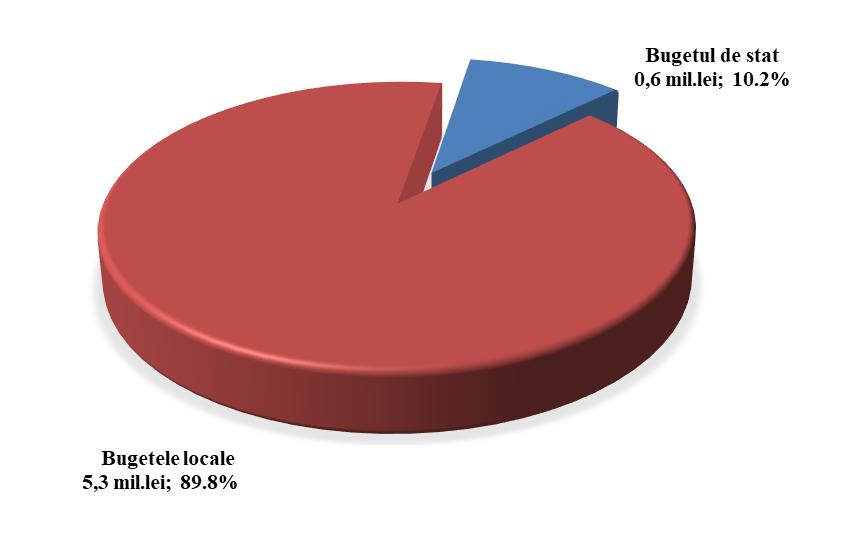 Bugetul de stat
0,6 mil.lei;  10.2%
Bugetele locale
5,3 mil.lei;  89.8%